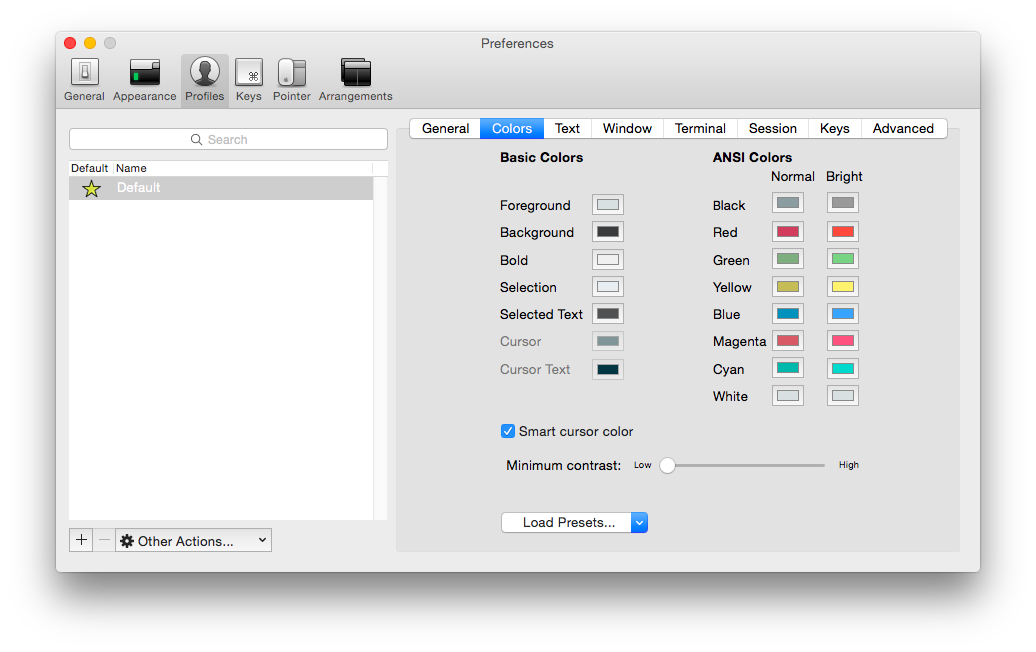 Preferences
General Appearance Profiles Keys Pointer Arrangements
Search
Default Name
Default
Other Actions...
General Colors Text Window Terminal Session Keys Advanced
Basic Colors
Foreground
Background
Bold
Selection
Selected Text
Cursor
Cursor Text
ANSI Colors
Normal Bright
Black
Red
Green
Yellow
Blue
Magenta
Cyan
White
Smart cursor color
Minimum contrast: Low High
Load Presets...